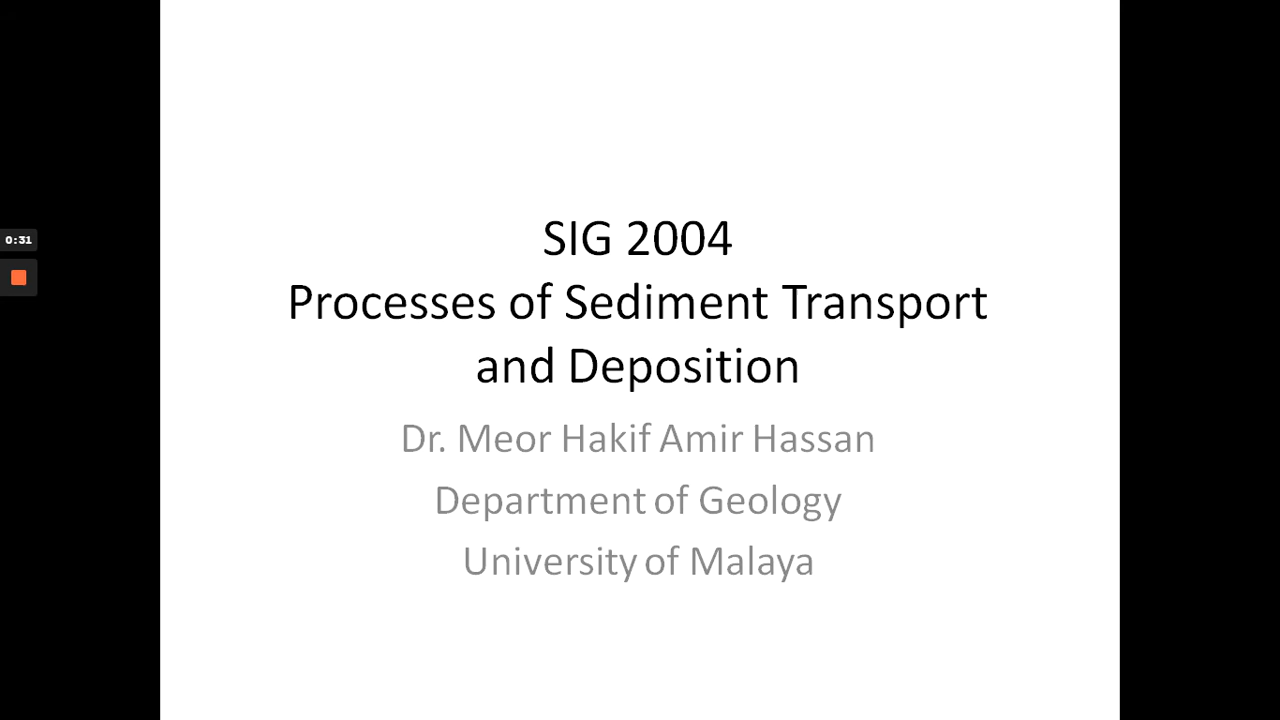 0:31
SIG 2004
Processes of Sediment Transport
and Deposition
Dr. Meor Hakif Amir Hassan
Department of Geology
University of Malaya